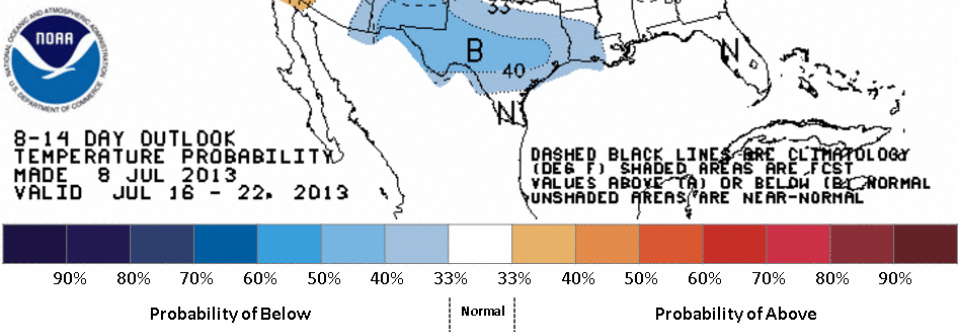 NATIONAL OCEANIC AND ATMOSPHERIC ADMINISTRATION
NOAA
U.S. DEPARTMENT OF COMMERCE
33
B
40
N
N
8-14 DAY OUTLOOK
TEMPERATURE PROBABILITY
MADE 8 JUL 2013
VALID JUL 16 - 22, 2013
DASHED BLACK LINES ARE CLIMATOLOGY
(DEG F) SHADED AREAS ARE FCST
VALUES ABOVE (A) OR BELOW (B) NORMAL
UNSHADED AREAS ARE NEAR-NORMAL
90% 80% 70% 60% 50% 40% 33% 33% 40% 50% 60% 70% 80% 90%
Probability of Below Normal Probability of Above